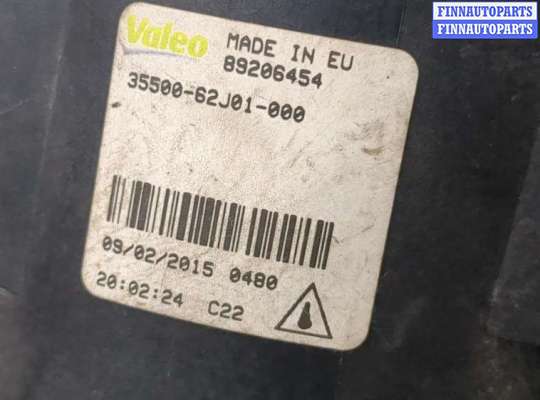 FINNAUTOPARTS
FINNAUTOPARTS
Valeo
MADE IN EU
89206454
35500-62J01-000
09/02/2015 0480
20:02:24 C22